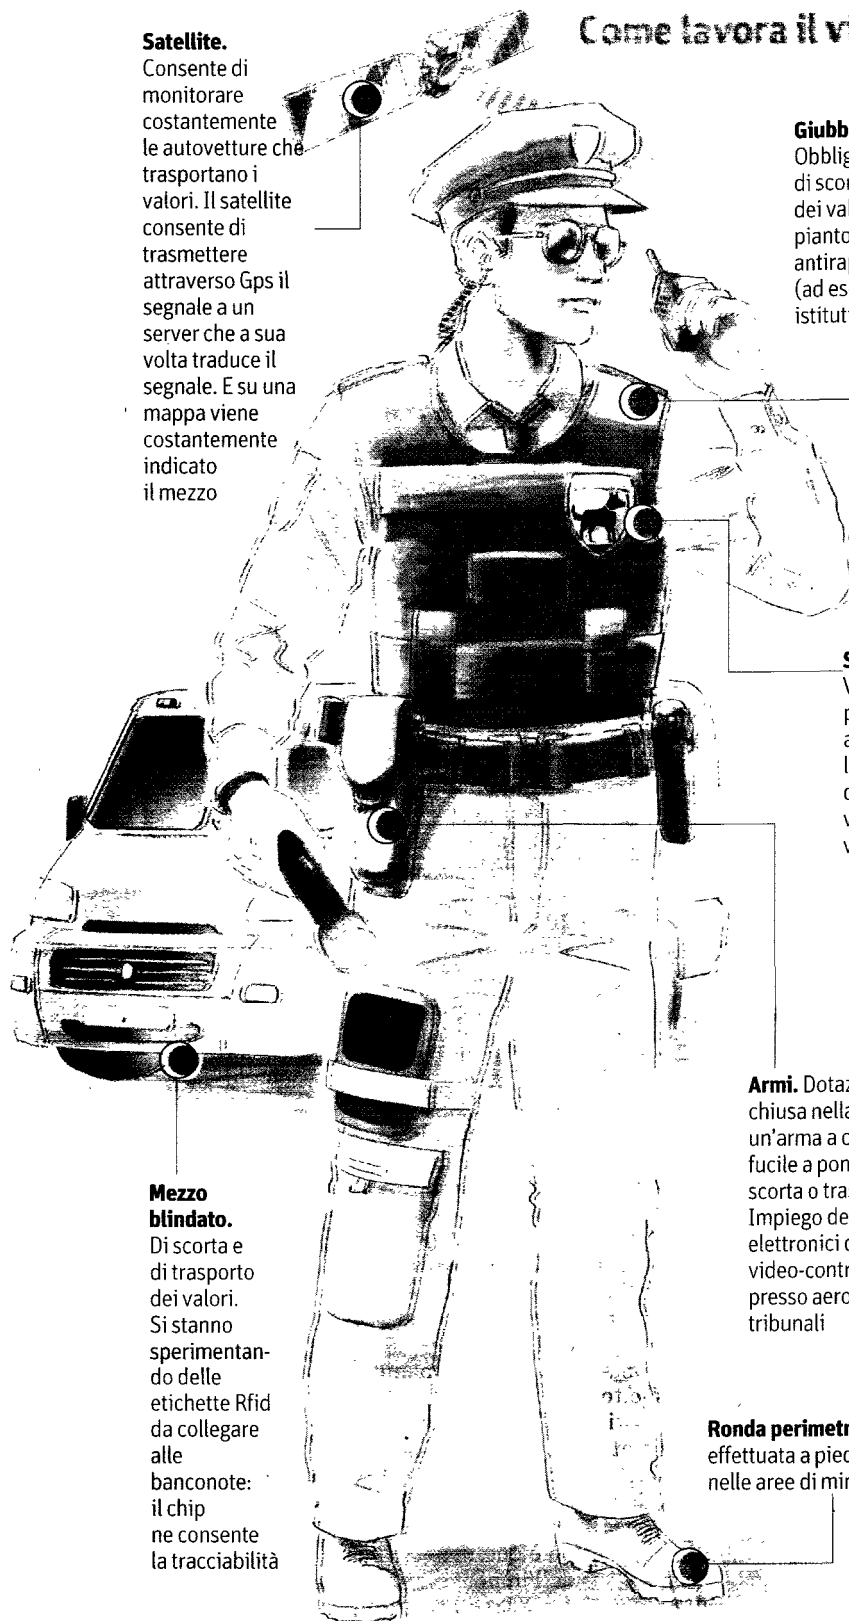 Come lavora il vi
Satellite.
Consente di
monitorare
costantemente
le autovetture che
trasportano i
valori. Il satellite
consente di
trasmettere
attraverso Gps il
segnale a un
server che a sua
volta traduce il
segnale. E su una
mappa viene
costantemente
indicato
il mezzo
Giubb
Obblig
di scor
dei val
pianto
antirap
(ad es
istitut
S
V
p
a
l
d
v
v
Armi. Dotaz
chiusa nella
un'arma a c
fucile a pom
scorta o tras
Impiego de
elettronici d
video-contr
presso aero
tribunali
Mezzo
blindato.
Di scorta e
di trasporto
dei valori.
Si stanno
sperimentan-
do delle
etichette Rfid
da collegare
alle
banconote:
il chip
ne consente
la tracciabilità
Ronda perimetr
effettuata a pied
nelle aree di mir